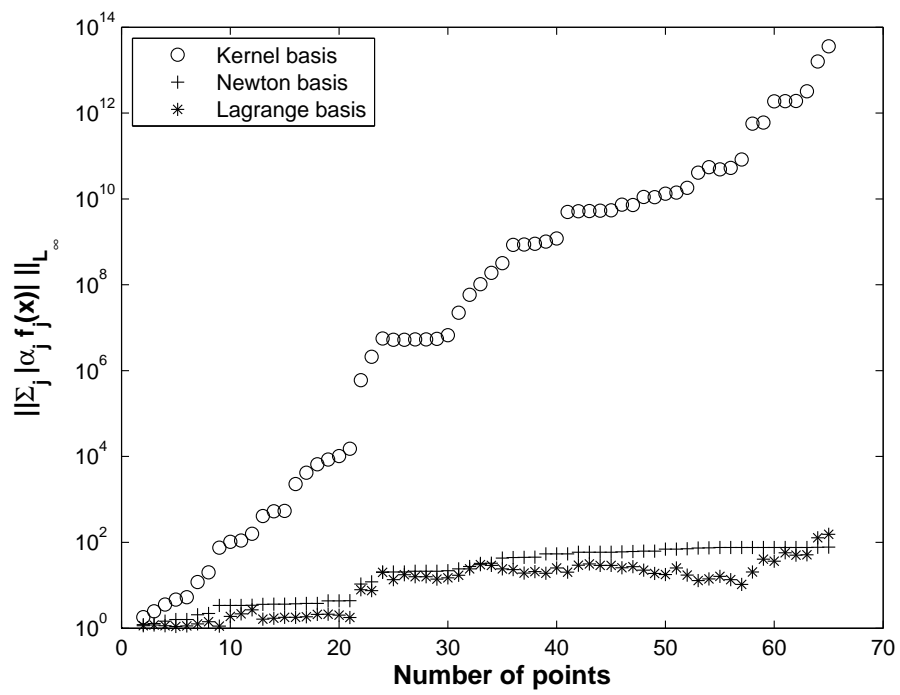 10^14
10^12
10^10
10^8
10^6
10^4
10^2
10^0
||Σ_j |α_j f_j(x)| ||_{L_∞}
Kernel basis
Newton basis
Lagrange basis
0 10 20 30 40 50 60 70
Number of points